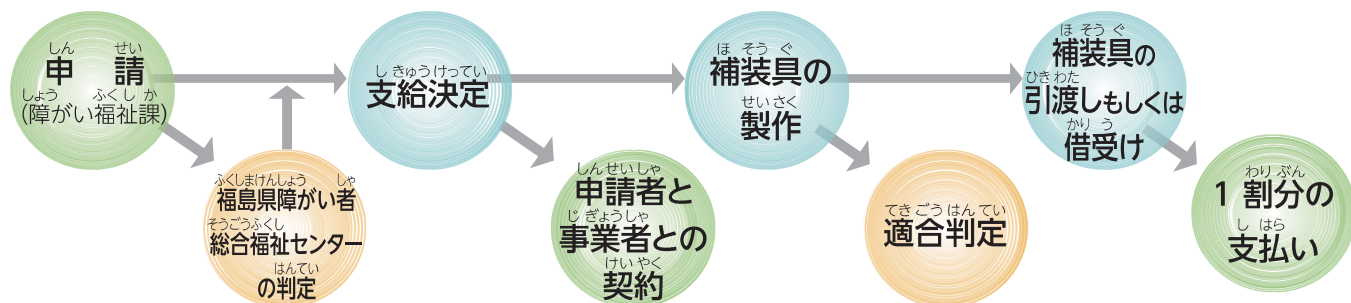 しん せい
申 請
しょう ふくしか
(障がい福祉課)
ふくしまけんしょう しゃ
福島県障がい者
そうごうふくし
総合福祉センター
はんてい
の判定
しきゅうけってい
支給決定
しんせいしゃ
申請者と
じぎょうしゃ
事業者との
けいやく
契約
ほそうぐ
補装具の
せいさく
製作
てきごうはんてい
適合判定
ほそうぐ
補装具の
ひきわた
引渡しもしくは
かりう
借受け
わりぶん
1割分の
しはら
支払い